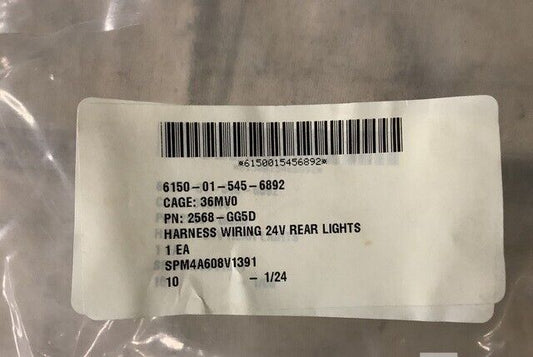 *6150015456892*
6150-01-545-6892
CAGE: 36MV0
PN: 2568-GG5D
HARNESS WIRING 24V REAR LIGHTS
1 EA
SPM4A608V1391
10 - 1/24